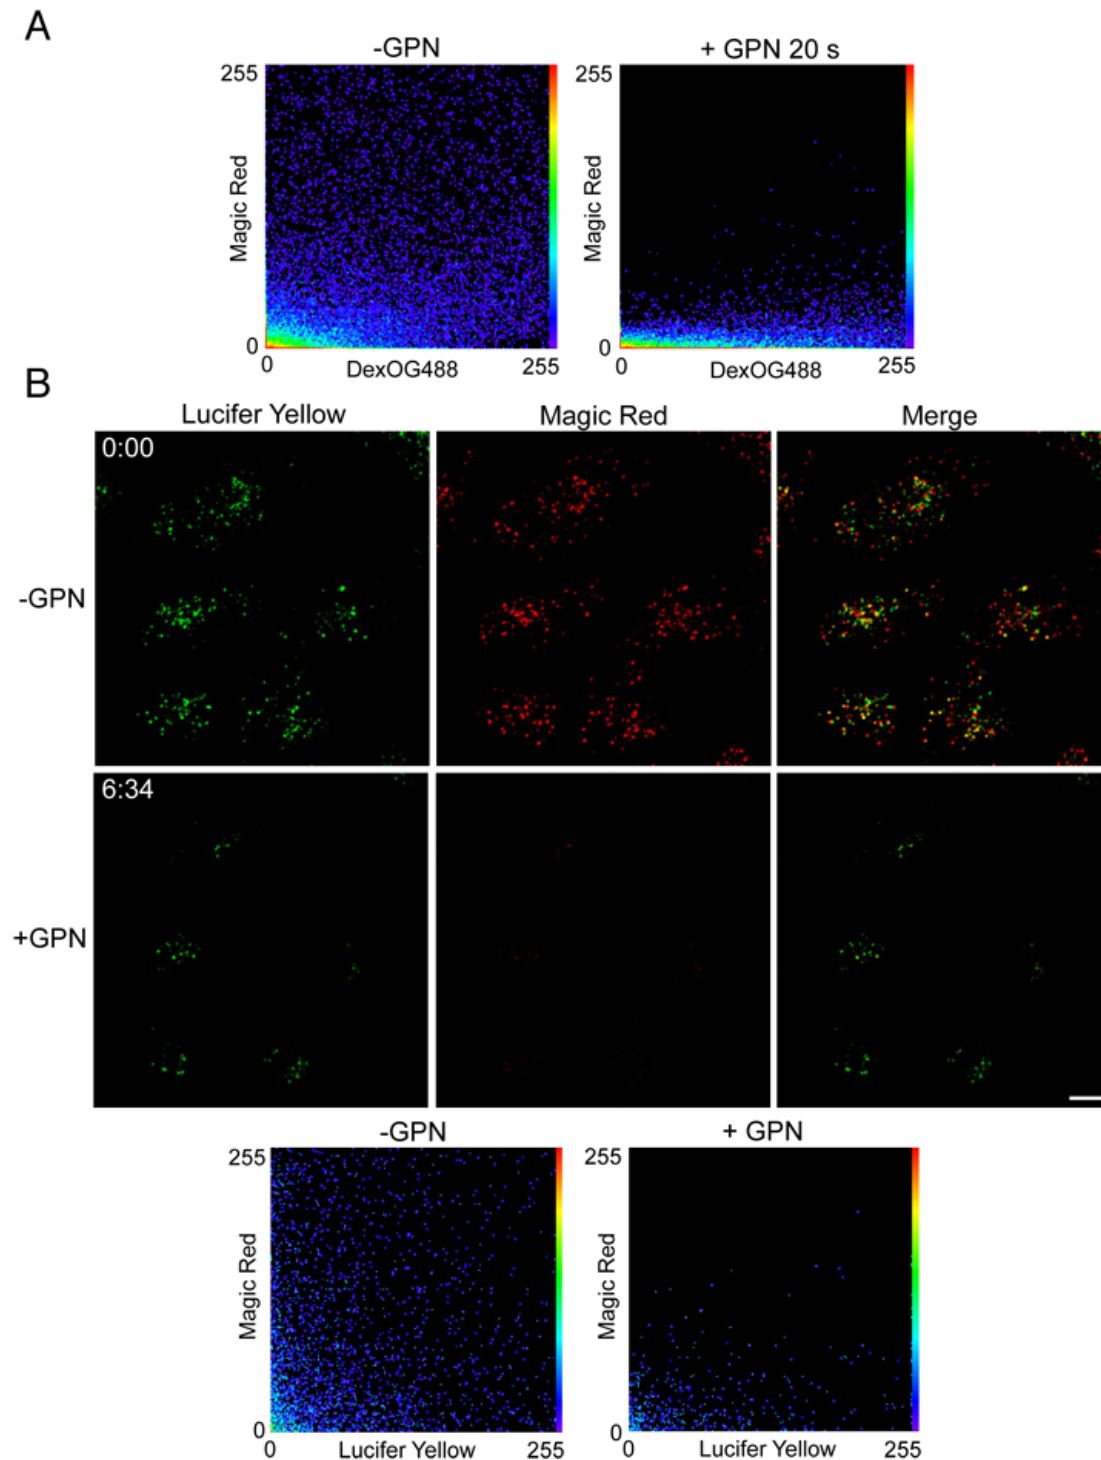 A
-GPN
+ GPN 20 s
255
Magic Red
0
0
DexOG488
255
255
Magic Red
0
0
DexOG488
255
B
Lucifer Yellow
Magic Red
Merge
0:00
-GPN
6:34
+GPN
-GPN
+ GPN
255
Magic Red
0
0
Lucifer Yellow
255
255
Magic Red
0
0
Lucifer Yellow
255